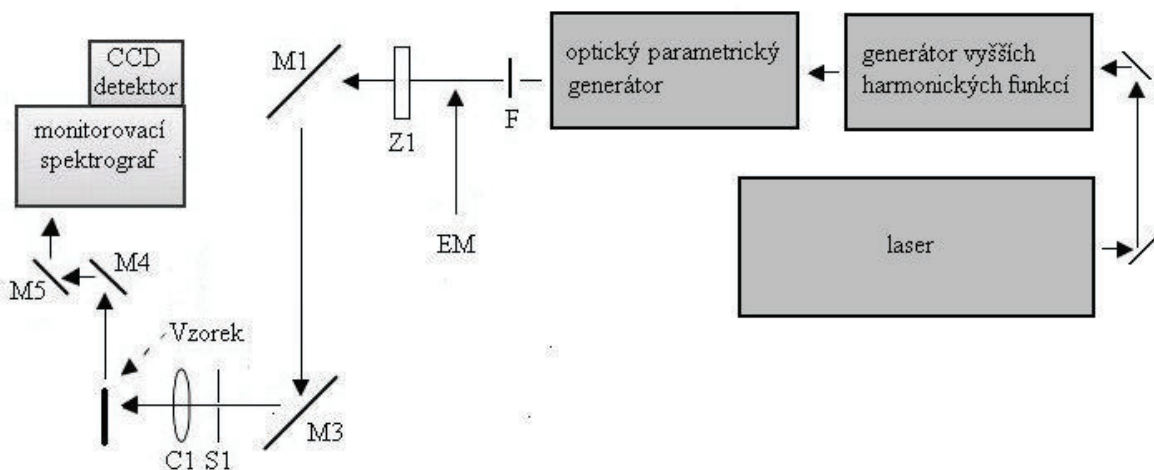 CCD
detektor
monitorovací
spektrograf
M1
Z1
F
EM
optický parametrický
generátor
generátor vyšších
harmonických funkcí
laser
M4
M5
Vzorek
C1
S1
M3